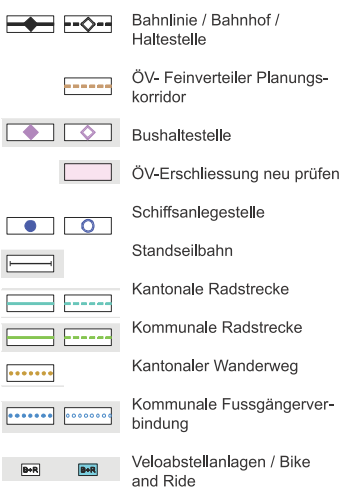 Bahnlinie / Bahnhof /
Haltestelle
ÖV- Feinverteiler Planungs-
korridor
Bushaltestelle
ÖV-Erschliessung neu prüfen
Schiffsanlegestelle
Standseilbahn
Kantonale Radstrecke
Kommunale Radstrecke
Kantonaler Wanderweg
Kommunale Fussgängerver-
bindung
B+R B+R Veloabstellanlagen / Bike
and Ride